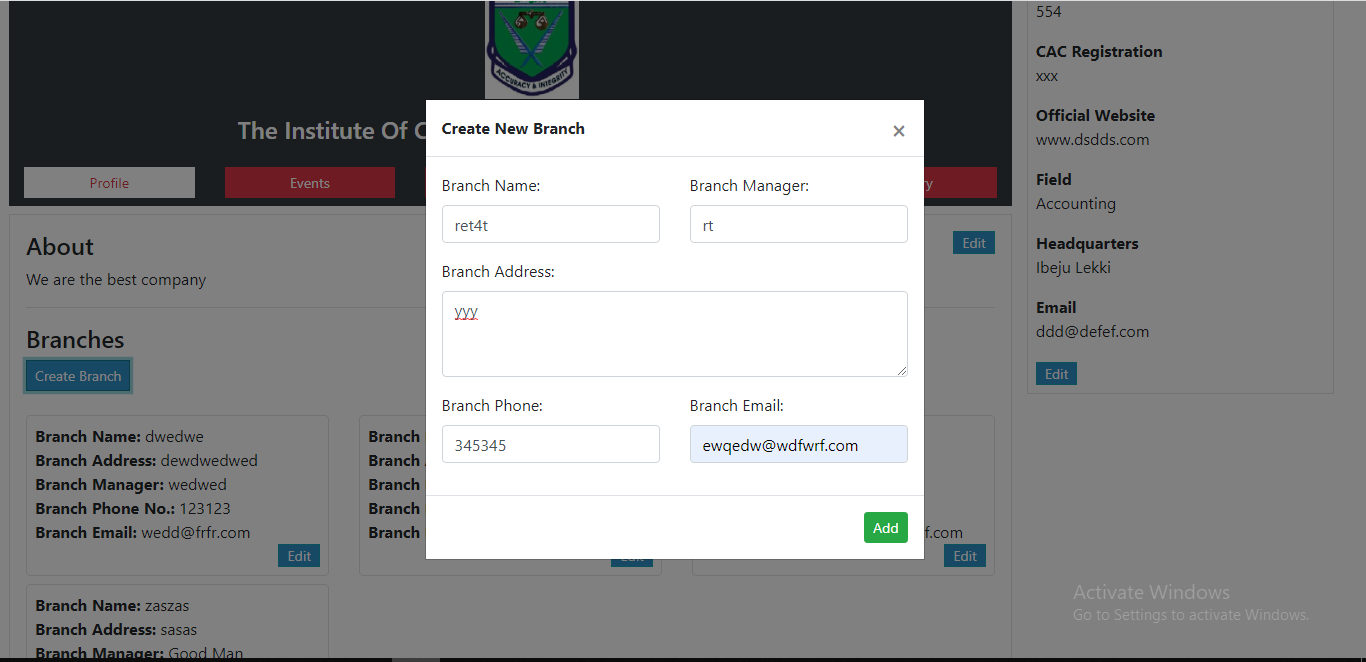 554
CAC Registration
xxx
Official Website
www.dsdds.com
Field
Accounting
Headquarters
Ibeju Lekki
Email
ddd@defef.com
Edit
ACCURACY & INTEGRITY
The Institute Of C
Profile
Events
ry
About
Edit
We are the best company
Branches
Create Branch
Branch Name: dwedwe
Branch Address: dewdwedwed
Branch Manager: wedwed
Branch Phone No.: 123123
Branch Email: wedd@frfr.com
Edit
Branch
Branch
Branch
Branch
Branch
Edit
f.com
Edit
Branch Name: zaszas
Branch Address: sasas
Branch Manager: Good Man
Create New Branch
×
Branch Name:
Branch Manager:
ret4t
rt
Branch Address:
yyy
Branch Phone:
Branch Email:
345345
ewqedw@wdfwrf.com
Add
Activate Windows
Go to Settings to activate Windows.